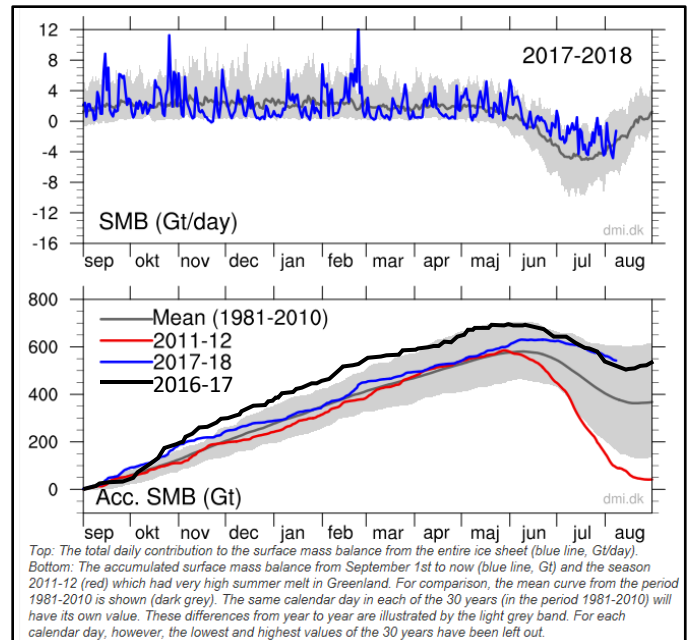 12
2017-2018
8
4
0
-4
-8
-12
SMB (Gt/day)
dmi.dk
-16
sep okt nov dec jan feb mar apr maj jun jul aug
800
Mean (1981-2010)
600
2011-12
2017-18
400
2016-17
200
0
Acc. SMB (Gt)
dmi.dk
sep okt nov dec jan feb mar apr maj jun jul aug
Top: The total daily contribution to the surface mass balance from the entire ice sheet (blue line, Gt/day).
Bottom: The accumulated surface mass balance from September 1st to now (blue line, Gt) and the season
2011-12 (red) which had very high summer melt in Greenland. For comparison, the mean curve from the period
1981-2010 is shown (dark grey). The same calendar day in each of the 30 years (in the period 1981-2010) will
have its own value. These differences from year to year are illustrated by the light grey band. For each
calendar day, however, the lowest and highest values of the 30 years have been left out.